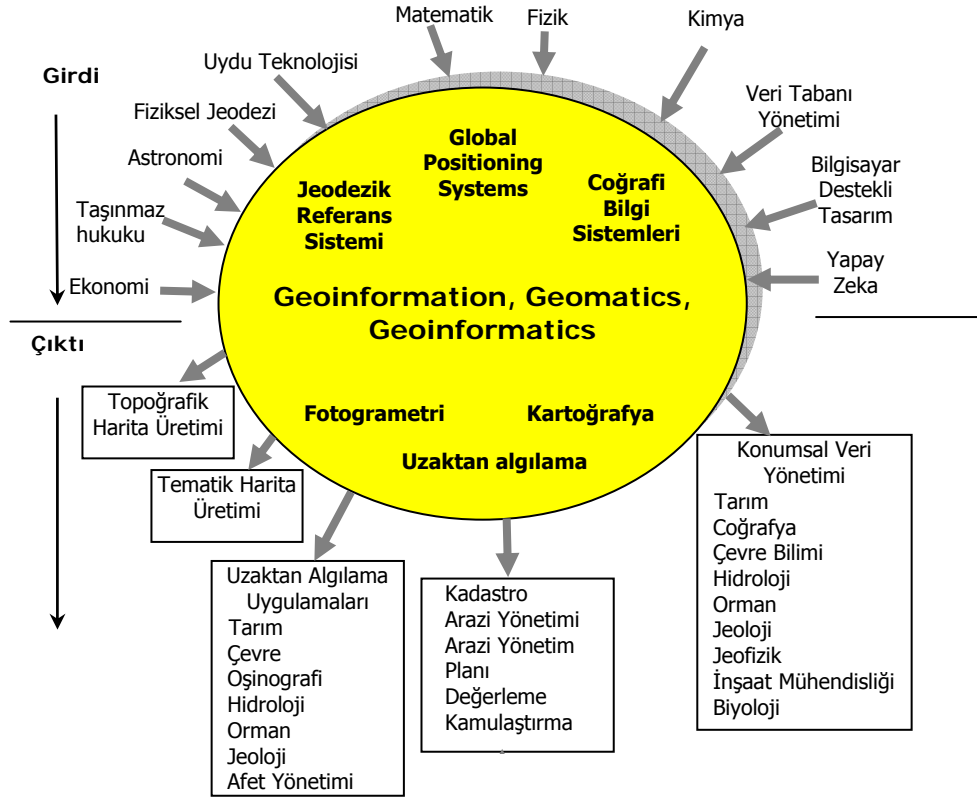 Matematik
Fizik
Kimya
Uydu Teknolojisi
Girdi
Fiziksel Jeodezi
Veri Tabanı
Yönetimi
Astronomi
Bilgisayar
Destekli
Tasarım
Taşınmaz
hukuku
Yapay
Zeka
Ekonomi
Global
Positioning
Systems
Jeodezik
Referans
Sistemi
Coğrafi
Bilgi
Sistemleri
Geoinformation, Geomatics,
Geoinformatics
Çıktı
Fotogrametri
Kartoğrafya
Uzaktan algılama
Topoğrafik
Harita Üretimi
Tematik Harita
Üretimi
Uzaktan Algılama
Uygulamaları
Tarım
Çevre
Oşinografi
Hidroloji
Orman
Jeoloji
Afet Yönetimi
Kadastro
Arazi Yönetimi
Arazi Yönetim
Planı
Değerleme
Kamulaştırma
Konumsal Veri
Yönetimi
Tarım
Coğrafya
Çevre Bilimi
Hidroloji
Orman
Jeoloji
Jeofizik
İnşaat Mühendisliği
Biyoloji